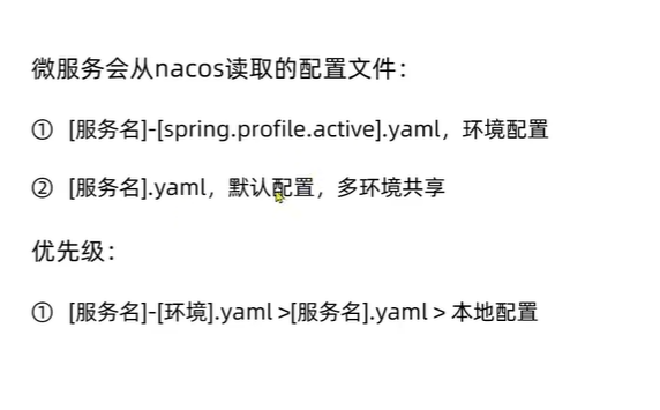 微服务会从nacos读取的配置文件：
① [服务名]-[spring.profile.active].yaml，环境配置
② [服务名].yaml，默认配置，多环境共享
优先级：
① [服务名]-[环境].yaml >[服务名].yaml > 本地配置